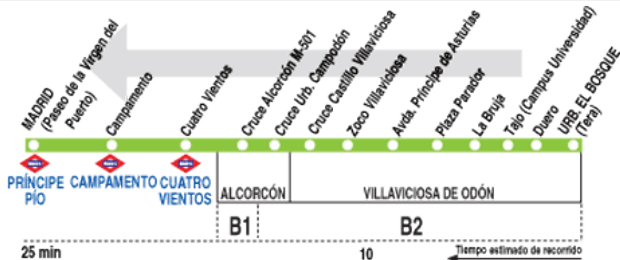 MADRID
(Paseo de la Virgen del
Puerto)
Campamento
Cuatro Vientos
Cruce Alcorcón M-501
Cruce Urb. Campodón
Cruce Castillo Villaviciosa
Zoco Villaviciosa
Avda. Príncipe de Asturias
Plaza Parador
La Bruja
Tajo (Campus Universidad)
Duero
URB. EL BOSQUE
(Tera)
PRÍNCIPE
PÍO
CAMPAMENTO
CUATRO
VIENTOS
ALCORCÓN
VILLAVICIOSA DE ODÓN
B1
B2
25 min
10
Tiempo estimado de recorrido